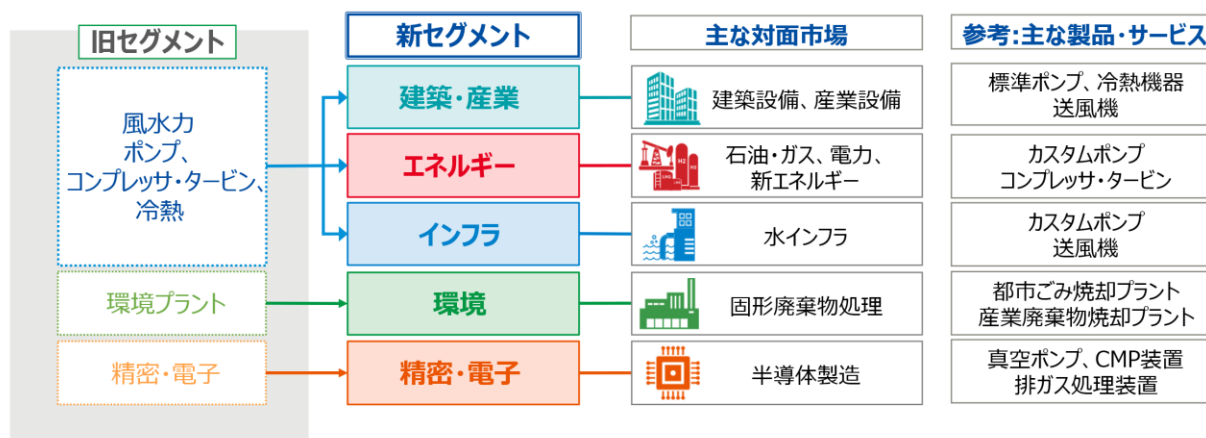 旧セグメント
新セグメント
主な対面市場
参考:主な製品・サービス
風水力
ポンプ、
コンプレッサ・タービン、
冷熱
建築・産業
建築設備、産業設備
標準ポンプ、冷熱機器
送風機
エネルギー
石油・ガス、電力、
新エネルギー
カスタムポンプ
コンプレッサ・タービン
インフラ
水インフラ
カスタムポンプ
送風機
環境プラント
環境
固形廃棄物処理
都市ごみ焼却プラント
産業廃棄物焼却プラント
精密・電子
精密・電子
半導体製造
真空ポンプ、CMP装置
排ガス処理装置